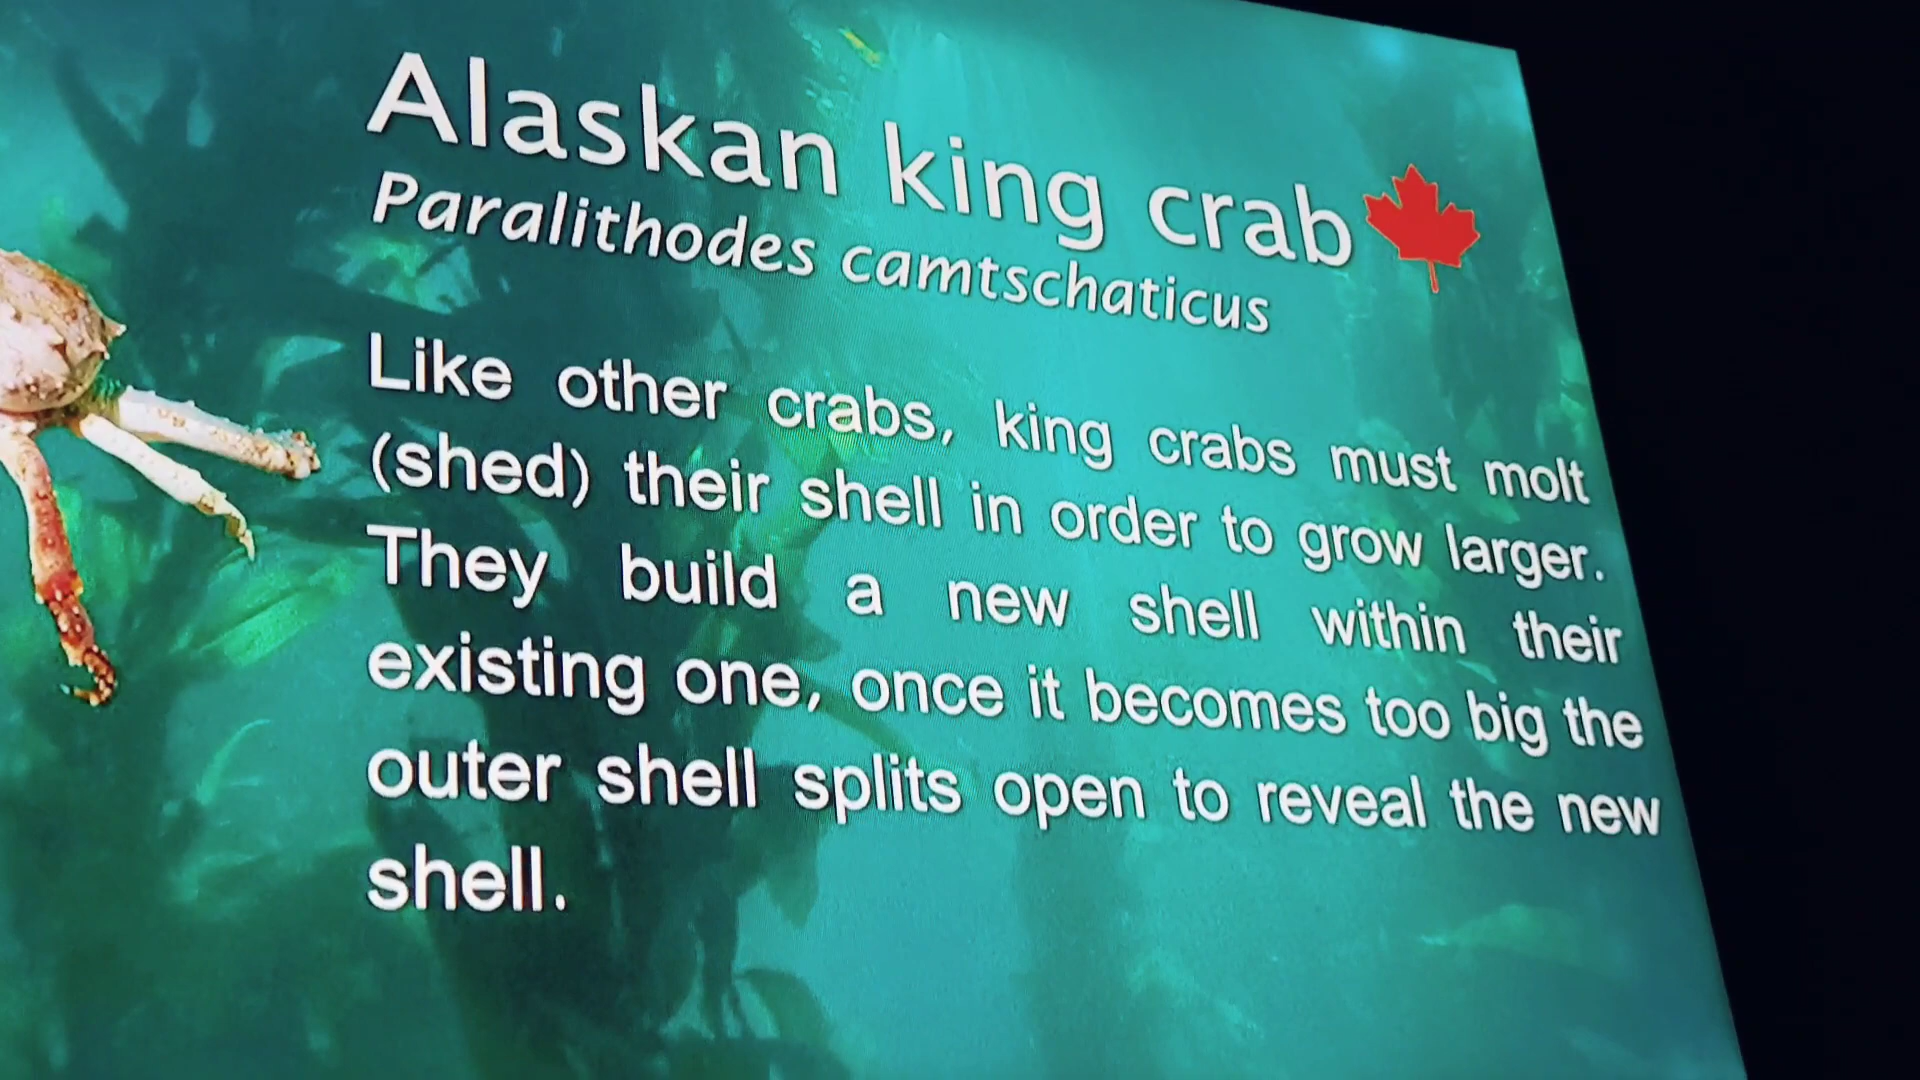 Alaskan king crab
Paralithodes camtschaticus
Like other crabs, king crabs must molt
(shed) their shell in order to grow larger.
They build a new shell within their
existing one, once it becomes too big the
outer shell splits open to reveal the new
shell.